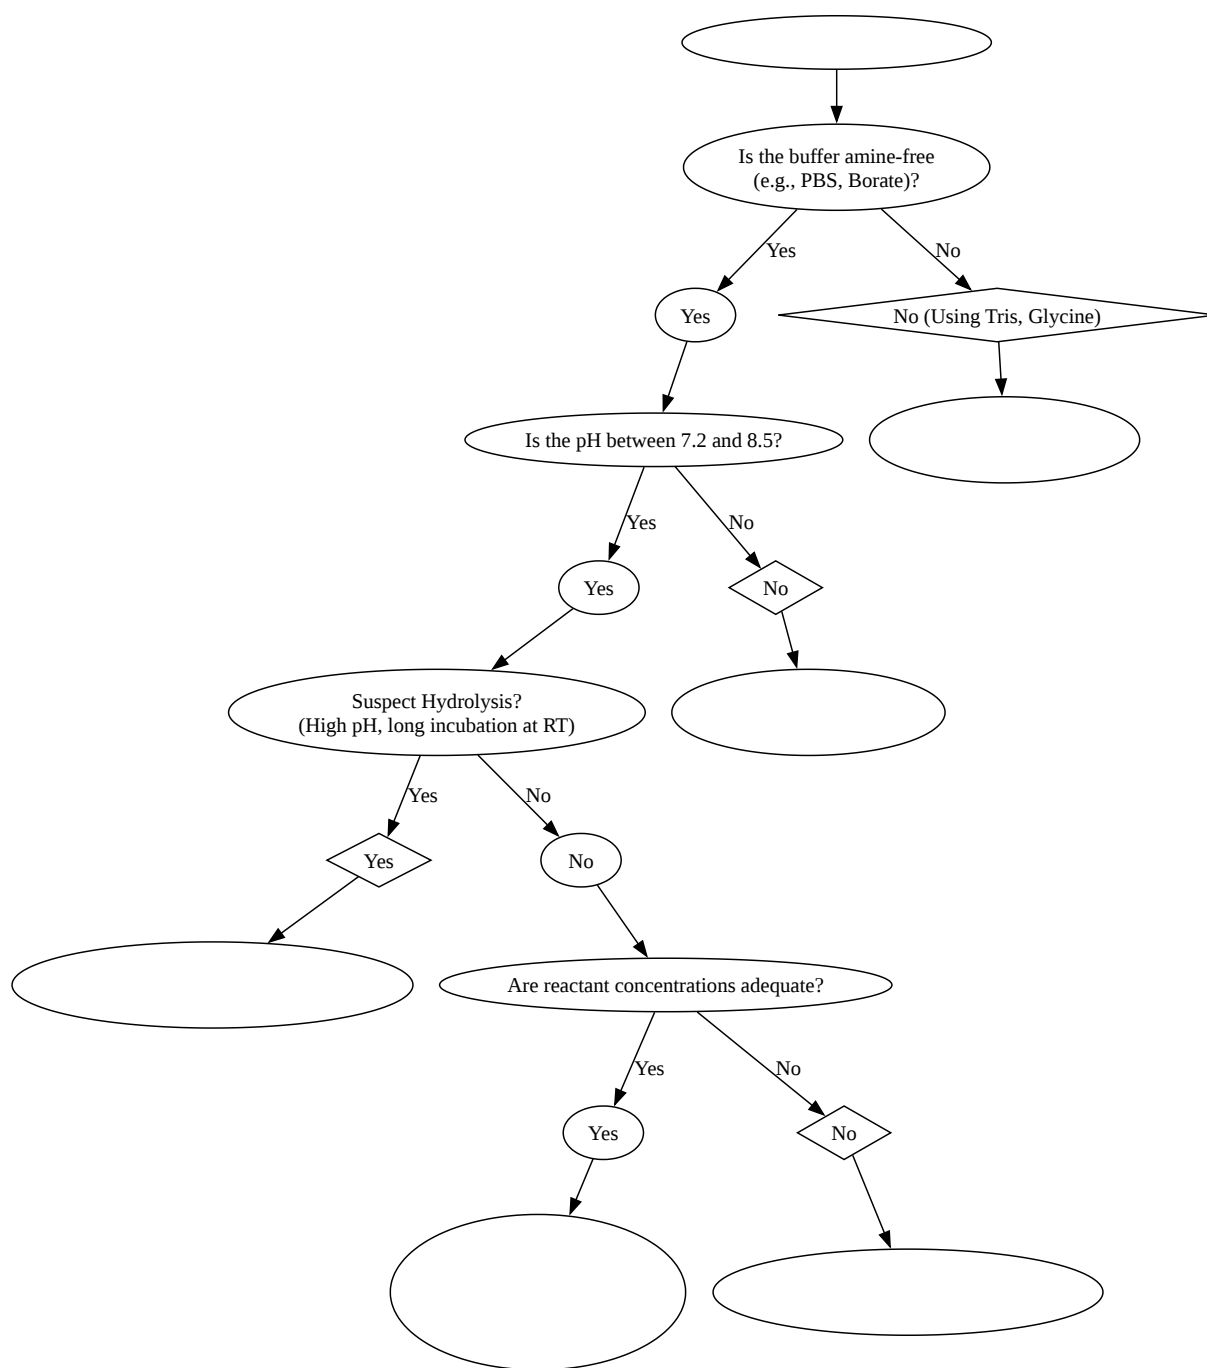 Is the buffer amine-free
(e.g., PBS, Borate)?
Yes
No
Yes
No (Using Tris, Glycine)
Is the pH between 7.2 and 8.5?
Yes
No
Yes
No
Suspect Hydrolysis?
(High pH, long incubation at RT)
Yes
No
Yes
No
Are reactant concentrations adequate?
Yes
No
Yes
No